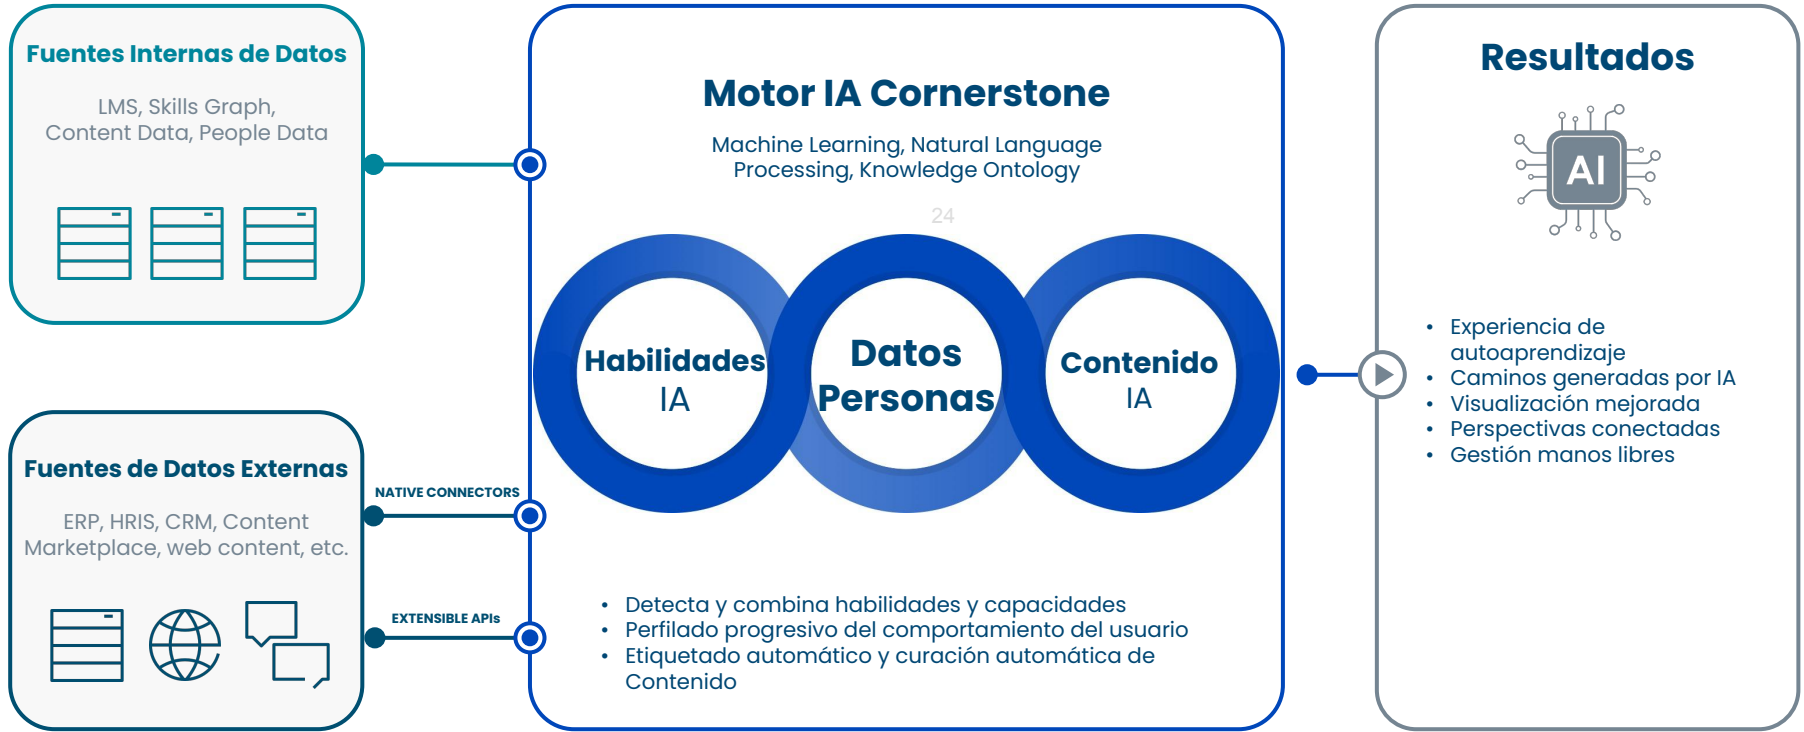 Fuentes Internas de Datos
LMS, Skills Graph,
Content Data, People Data
Fuentes de Datos Externas
ERP, HRIS, CRM, Content
Marketplace, web content, etc.
NATIVE CONNECTORS
EXTENSIBLE APIs
Motor IA Cornerstone
Machine Learning, Natural Language
Processing, Knowledge Ontology
24
Habilidades
IA
Datos
Personas
Contenido
IA
• Detecta y combina habilidades y capacidades
• Perfilado progresivo del comportamiento del usuario
• Etiquetado automático y curación automática de
Contenido
Resultados
AI
• Experiencia de
autoaprendizaje
• Caminos generadas por IA
• Visualización mejorada
• Perspectivas conectadas
• Gestión manos libres